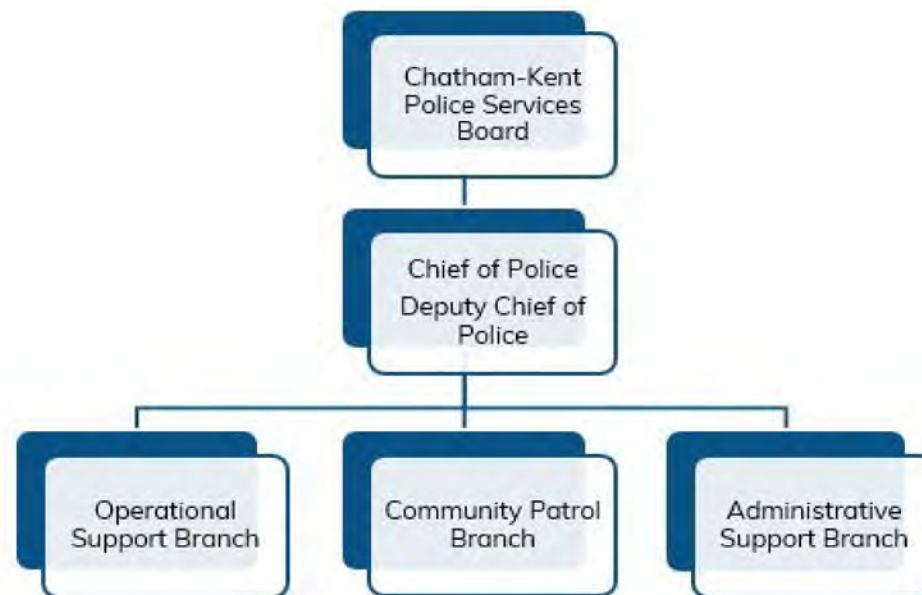 Chatham-Kent
Police Services
Board
Chief of Police
Deputy Chief of
Police
Operational
Support Branch
Community Patrol
Branch
Administrative
Support Branch